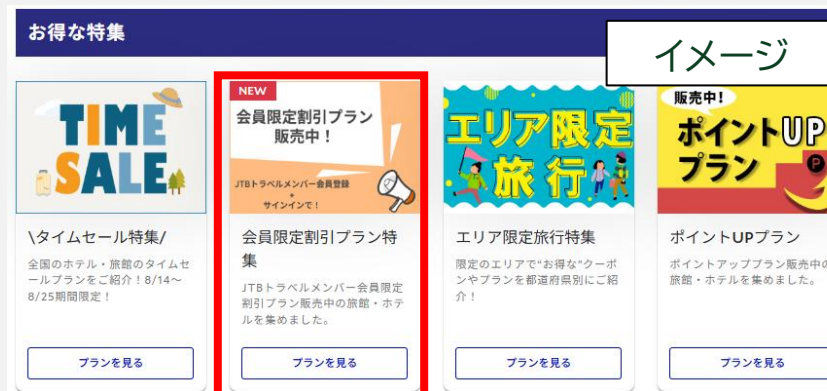 お得な特集
イメージ
TIME
SALE
\タイムセール特集/
全国のホテル・旅館のタイムセ
ールプランをご紹介！8/14～
8/25期間限定！
プランを見る
NEW
会員限定割引プラン
販売中！
JTBトラベルメンバー会員登録
+
サインインで！
会員限定割引プラン特
集
JTBトラベルメンバー会員限定
割引プラン販売中の旅館・ホテ
ルを集めました。
プランを見る
エリア限定
旅行
エリア限定旅行特集
限定のエリアで"お得な"クーポ
ンやプランを都道府県別にご紹
介！
プランを見る
販売中！
ポイントUP
プラン
P
ポイントUPプラン
ポイントアッププラン販売中の
旅館・ホテルを集めました。
プランを見る